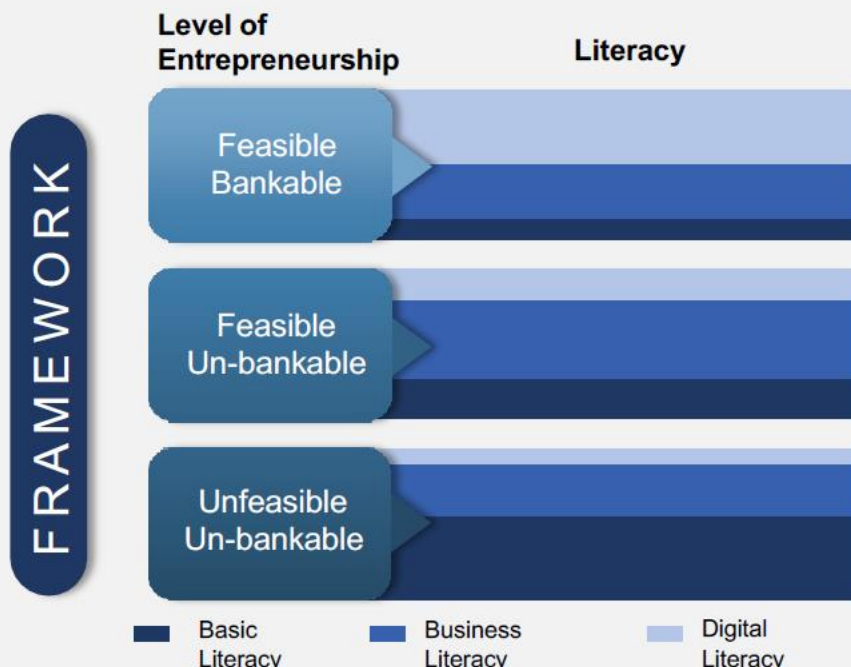 Level of
Entrepreneurship
Literacy
FRAMEWORK
Feasible
Bankable
Feasible
Un-bankable
Unfeasible
Un-bankable
Basic
Literacy
Business
Literacy
Digital
Literacy